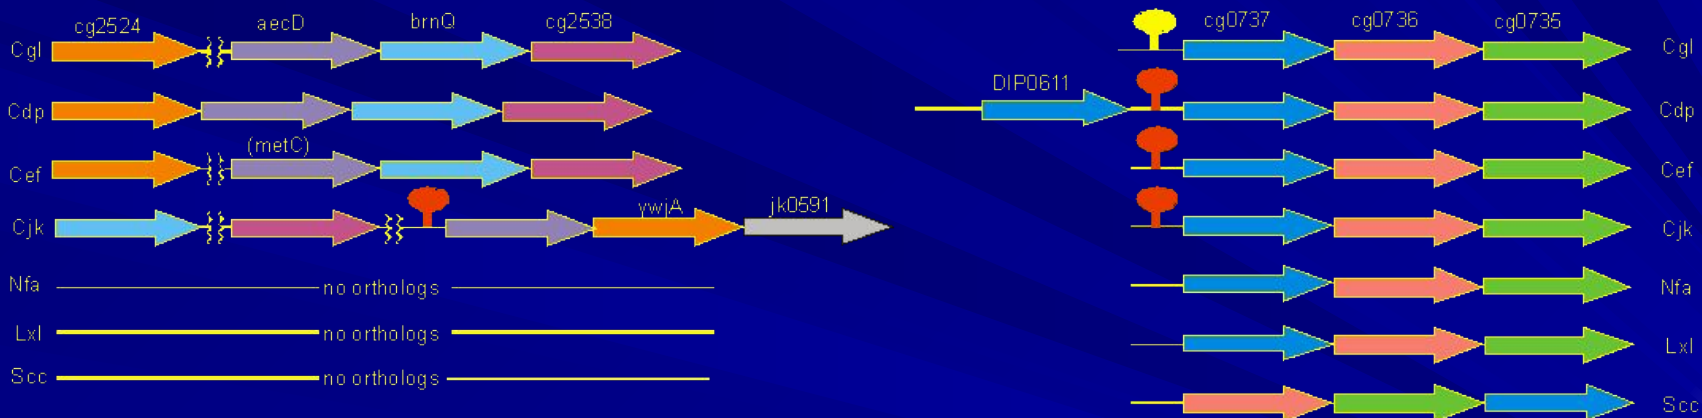 cg2524 aecD brnQ cg2538 cg0737 cg0736 cg0735
Cgl Cgl
DIP0611
Cdp Cdp
(metC)
Cef Cef
ywjA jk0591
Cjk Cjk
Nfa no orthologs Nfa
Lxl no orthologs Lxl
Scc no orthologs Scc